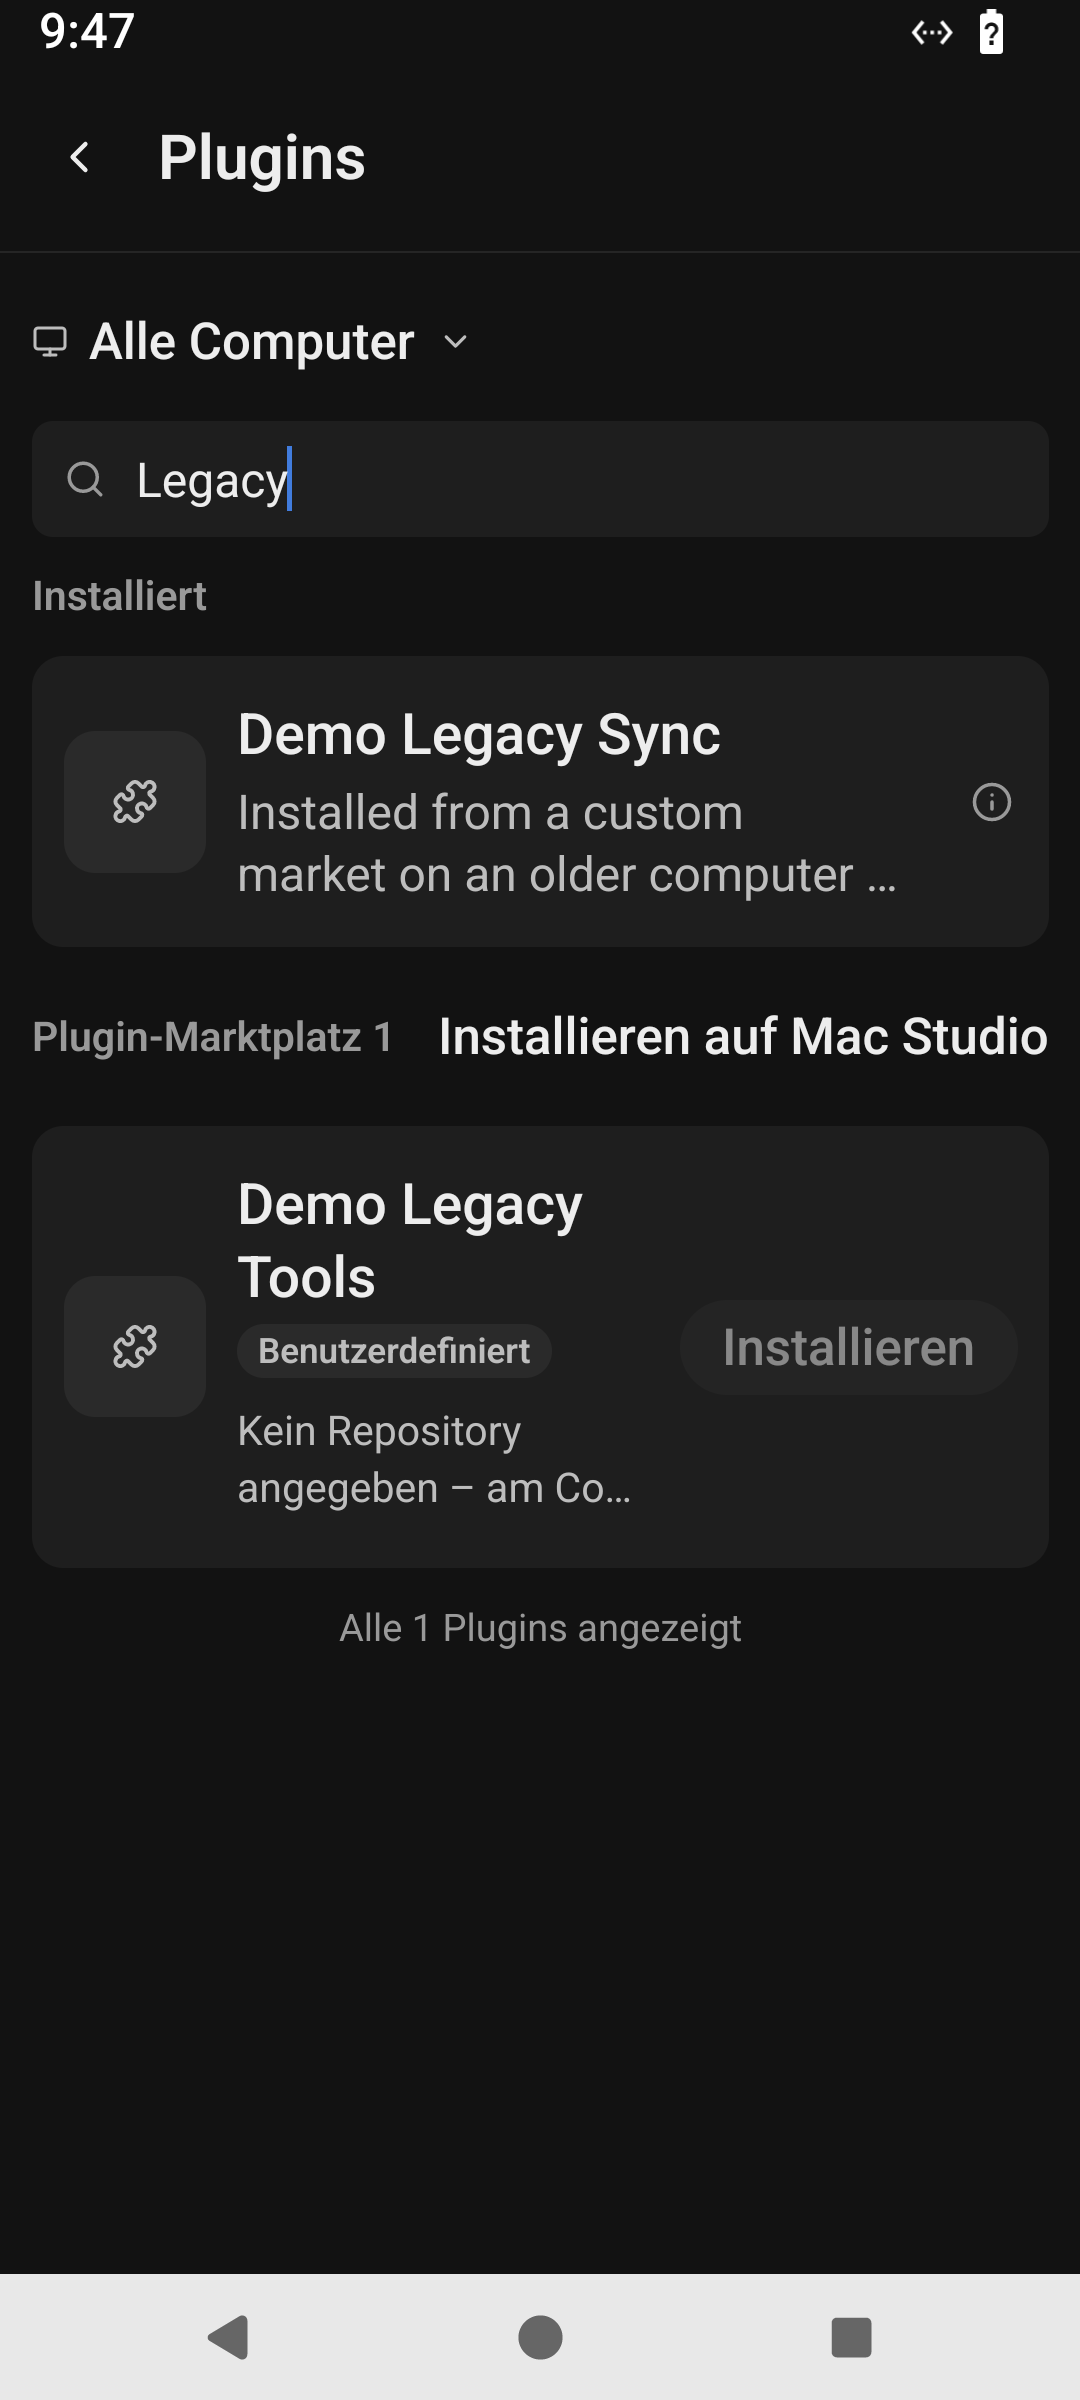 9:47
Plugins
Alle Computer
Legacy
Installiert
Demo Legacy Sync
Installed from a custom
market on an older computer …
Plugin-Marktplatz 1
Installieren auf Mac Studio
Demo Legacy
Tools
Benutzerdefiniert
Installieren
Kein Repository
angegeben – am Co…
Alle 1 Plugins angezeigt